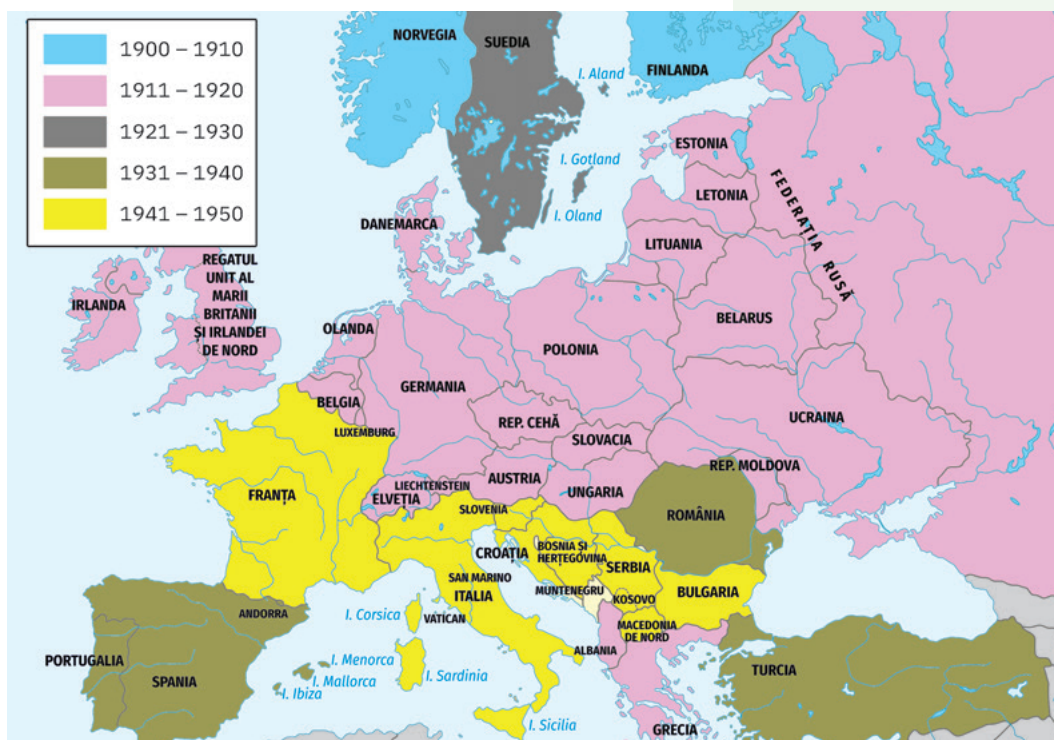 1900 – 1910
1911 – 1920
1921 – 1930
1931 – 1940
1941 – 1950
NORVEGIA
SUEDIA
FINLANDA
I. Aland
I. Gotland
I. Oland
ESTONIA
LETONIA
LITUANIA
FEDERAȚIA RUSĂ
DANEMARCA
REGATUL
UNIT AL
MARII
BRITANII
ȘI IRLANDEI
DE NORD
IRLANDA
OLANDA
BELARUS
POLONIA
GERMANIA
BELGIA
LUXEMBURG
REP. CEHĂ
SLOVACIA
UCRAINA
REP. MOLDOVA
AUSTRIA
LIECHTENSTEIN
ELVEȚIA
UNGARIA
FRANȚA
SLOVENIA
ROMÂNIA
CROAȚIA
BOSNIA ȘI
HERȚEGOVINA
SERBIA
SAN MARINO
ITALIA
MUNTENEGRU
KOSOVO
BULGARIA
ANDORRA
I. Corsica
VATICAN
MACEDONIA
DE NORD
ALBANIA
PORTUGALIA
SPANIA
I. Menorca
I. Mallorca
I. Ibiza
I. Sardinia
TURCIA
I. Sicilia
GRECIA